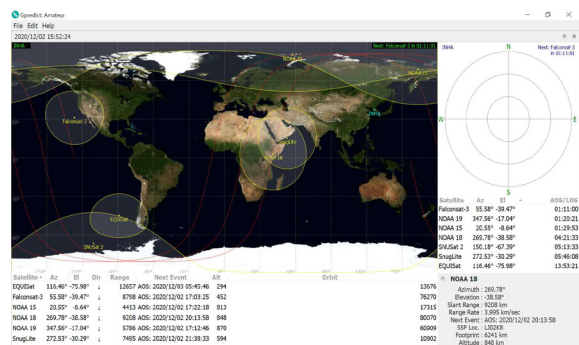 Gpredict: Amateur
File Edit Help
2020/12/02 15:52:24
INHA
Next: Falconsat-3 in 01:11:01
NOAA 19
NOAA 15
Falconsat-3
INHA
SnugLite
NOAA 18
EQUISat
SNUSat 2
INHA
Next: Falconsat-3
in 01:11:01
N
W
E
S
Satellite Az El AOS/LOS
Falconsat-3 55.58° -39.47° 01:11:00
NOAA 19 347.56° -17.04° 01:20:21
NOAA 15 20.55° -8.64° 01:29:53
NOAA 18 269.78° -38.58° 04:21:33
SNUSat 2 150.18° -67.39° 05:13:33
SnugLite 272.53° -30.29° 05:46:08
EQUISat 116.46° -75.98° 13:53:21
Satellite Az El Dir Range Next Event Alt Orbit
EQUISat 116.46° -75.98° ↓ 12657 AOS: 2020/12/03 05:45:46 294 13676
Falconsat-3 55.58° -39.47° ↓ 8798 AOS: 2020/12/02 17:03:25 452 76270
NOAA 15 20.55° -8.64° ↓ 4413 AOS: 2020/12/02 17:22:18 813 17315
NOAA 18 269.78° -38.58° ↓ 9208 AOS: 2020/12/02 20:13:58 848 80070
NOAA 19 347.56° -17.04° ↓ 5786 AOS: 2020/12/02 17:12:46 870 60909
SnugLite 272.53° -30.29° ↓ 7495 AOS: 2020/12/02 21:38:33 594 10902
NOAA 18
Azimuth : 269.78°
Elevation : -38.58°
Slant Range : 9208 km
Range Rate : 3.995 km/sec
Next Event : AOS: 2020/12/02 20:13:58
SSP Loc. : LJ02KR
Footprint : 6241 km
Altitude : 848 km